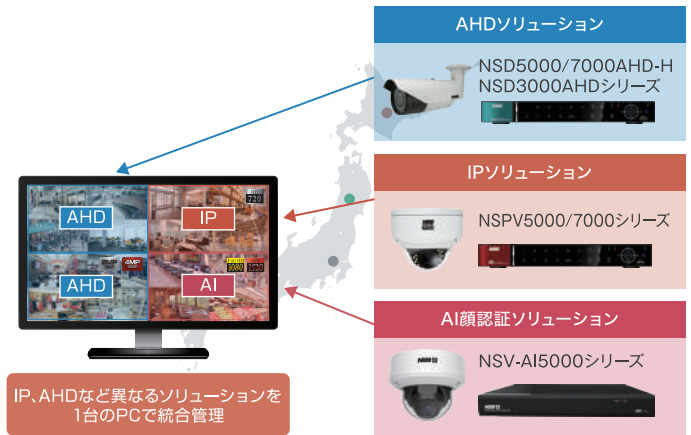 AHDソリューション
NSD5000/7000AHD-H
NSD3000AHDシリーズ
IPソリューション
NSPV5000/7000シリーズ
AI顔認証ソリューション
NSV-AI5000シリーズ
AHD
IP
720
AHD
4MP
1080
AI
IP、AHDなど異なるソリューションを
1台のPCで統合管理